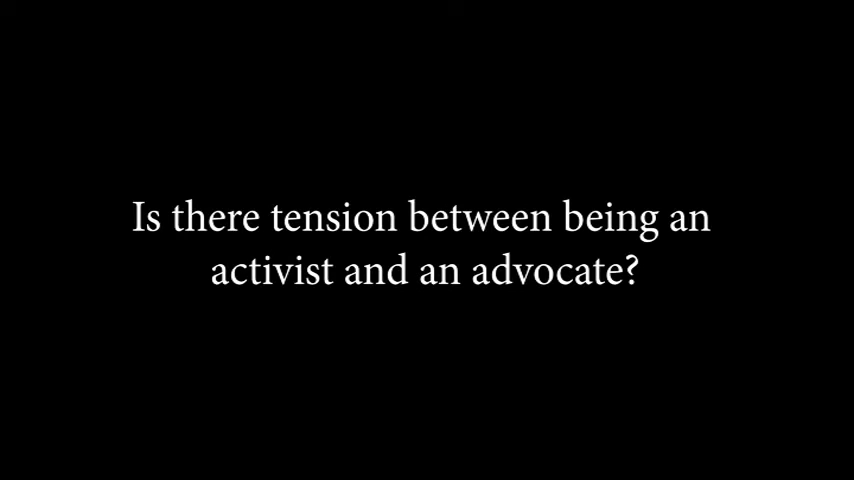 Is there tension between being an
activist and an advocate?